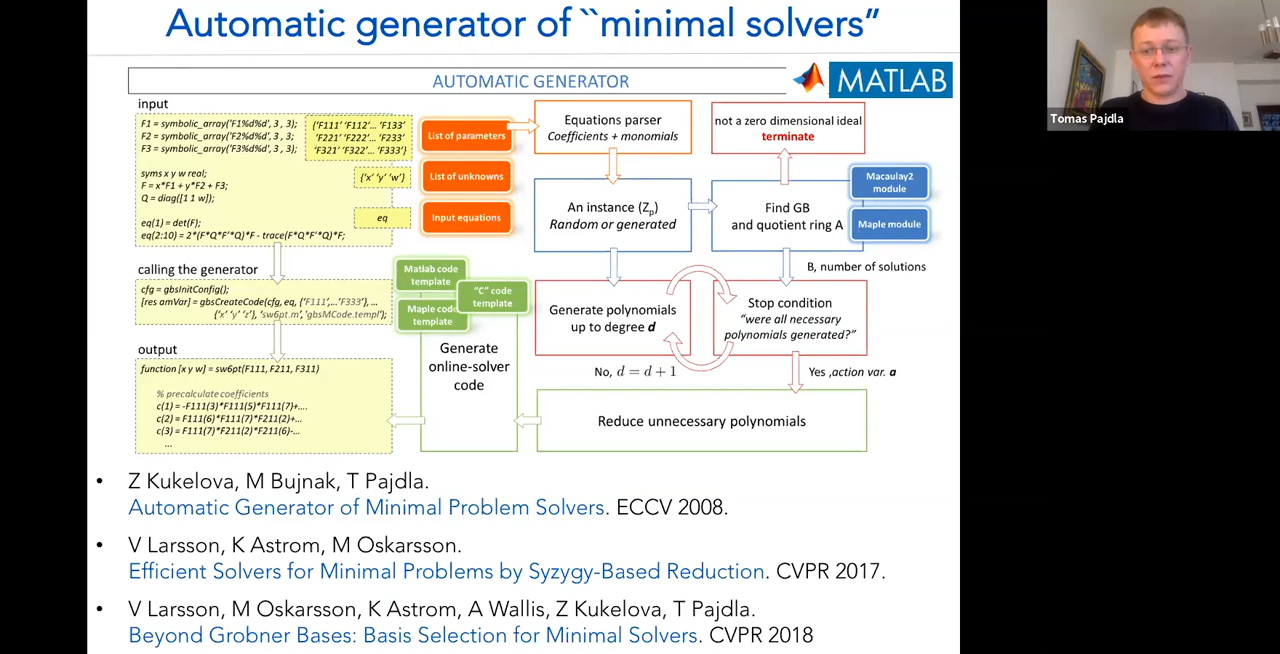 Automatic generator of ``minimal solvers”
AUTOMATIC GENERATOR
MATLAB
Tomas Pajdla
input
F1 = symbolic_array('F1%d%d', 3 , 3);
F2 = symbolic_array('F2%d%d', 3 , 3;
F3 = symbolic_array('F3%d%d', 3 , 3);
syms x y w real;
F = x*F1 + y*F2 + F3;
Q = diag([1 1 w]);
eq(1) = det(F);
eq(2:10) = 2*(F*Q*F'*Q)*F - trace(F*Q*F'*Q)*F;
{'F111' 'F112'... 'F133'
'F221' 'F222' ... 'F233'
'F321' 'F322'... 'F333'}
{'x' 'y' 'w'}
eq
List of parameters
List of unknowns
Input equations
Equations parser
Coefficients + monomials
not a zero dimensional ideal
terminate
An instance (Zp)
Random or generated
Find GB
and quotient ring A
Macaulay2
module
Maple module
B, number of solutions
calling the generator
cfg = gbsInitConfig();
[res amVar] = gbsCreateCode(cfg, eq, {'F111',...'F333'}, ...
{'x' 'y' 'z'}, 'sw6pt.m', 'gbsMCode.templ');
Matlab code
template
"C" code
template
Maple code
template
Generate
online-solver
code
Generate polynomials
up to degree d
Stop condition
“were all necessary
polynomials generated?”
No, d = d + 1
Yes ,action var. a
Reduce unnecessary polynomials
output
function [x y w] = sw6pt(F111, F211, F311)
% precalculate coefficients
c(1) = -F111(3)*F111(5)*F111(7)+....
c(2) = F111(6)*F111(7)*F211(2)+...
c(3) = F111(7)*F211(2)*F211(6)-...
...
• Z Kukelova, M Bujnak, T Pajdla.
Automatic Generator of Minimal Problem Solvers. ECCV 2008.
• V Larsson, K Astrom, M Oskarsson.
Efficient Solvers for Minimal Problems by Syzygy-Based Reduction. CVPR 2017.
• V Larsson, M Oskarsson, K Astrom, A Wallis, Z Kukelova, T Pajdla.
Beyond Grobner Bases: Basis Selection for Minimal Solvers. CVPR 2018